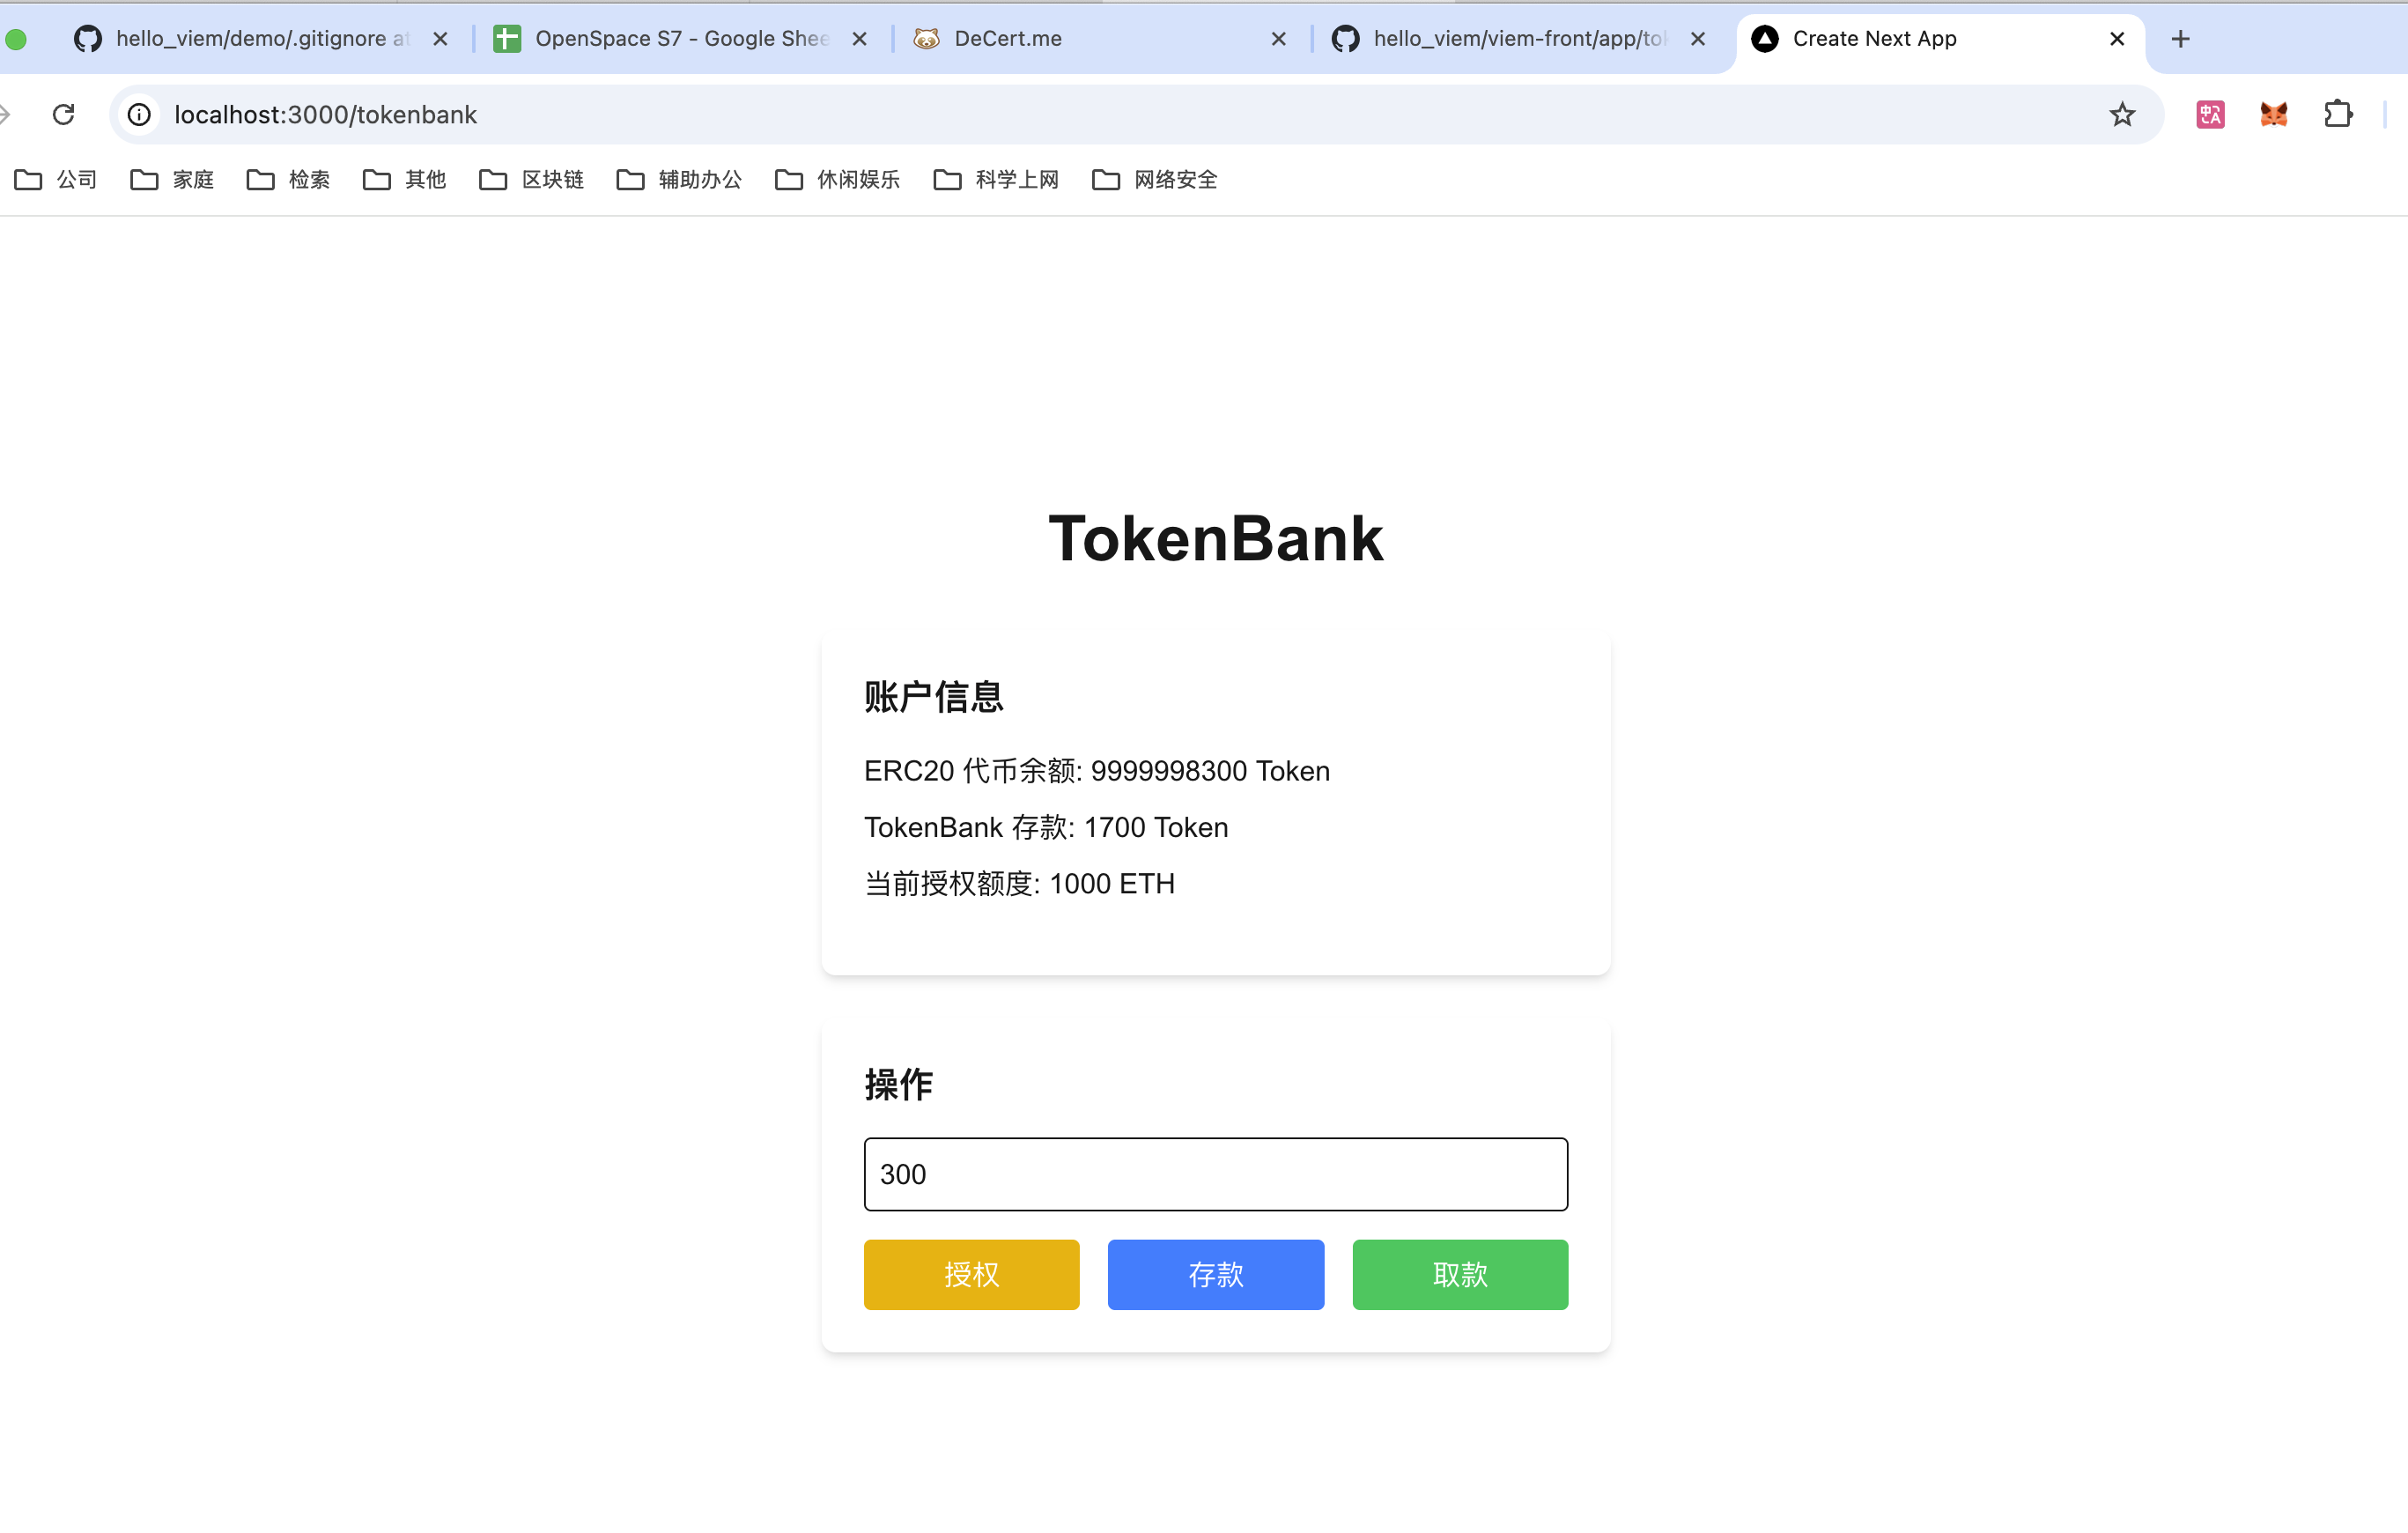 hello_viem/demo/.gitignore at
OpenSpace S7 - Google Shee
DeCert.me
hello_viem/viem-front/app/tok
Create Next App
localhost:3000/tokenbank
公司 家庭 检索 其他 区块链 辅助办公 休闲娱乐 科学上网 网络安全
TokenBank
账户信息
ERC20 代币余额: 9999998300 Token
TokenBank 存款: 1700 Token
当前授权额度: 1000 ETH
操作
300
授权 存款 取款